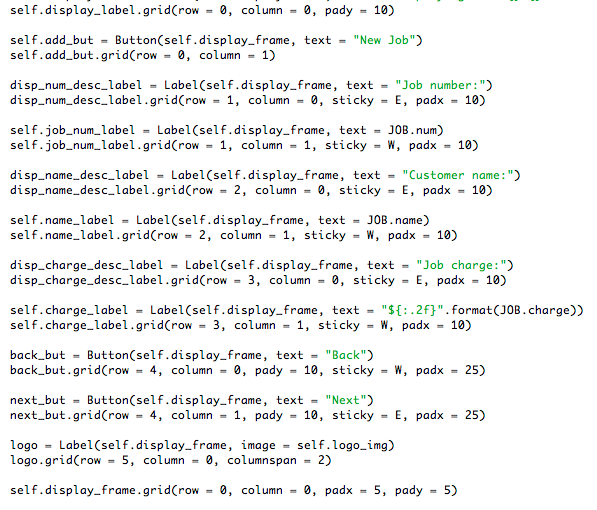 self.display_label.grid(row = 0, column = 0, pady = 10)
self.add_but = Button(self.display_frame, text = "New Job")
self.add_but.grid(row = 0, column = 1)
disp_num_desc_label = Label(self.display_frame, text = "Job number:")
disp_num_desc_label.grid(row = 1, column = 0, sticky = E, padx = 10)
self.job_num_label = Label(self.display_frame, text = JOB.num)
self.job_num_label.grid(row = 1, column = 1, sticky = W, padx = 10)
disp_name_desc_label = Label(self.display_frame, text = "Customer name:")
disp_name_desc_label.grid(row = 2, column = 0, sticky = E, padx = 10)
self.name_label = Label(self.display_frame, text = JOB.name)
self.name_label.grid(row = 2, column = 1, sticky = W, padx = 10)
disp_charge_desc_label = Label(self.display_frame, text = "Job charge:")
disp_charge_desc_label.grid(row = 3, column = 0, sticky = E, padx = 10)
self.charge_label = Label(self.display_frame, text = "${:.2f}".format(JOB.charge))
self.charge_label.grid(row = 3, column = 1, sticky = W, padx = 10)
back_but = Button(self.display_frame, text = "Back")
back_but.grid(row = 4, column = 0, pady = 10, sticky = W, padx = 25)
next_but = Button(self.display_frame, text = "Next")
next_but.grid(row = 4, column = 1, pady = 10, sticky = E, padx = 25)
logo = Label(self.display_frame, image = self.logo_img)
logo.grid(row = 5, column = 0, columnspan = 2)
self.display_frame.grid(row = 0, column = 0, padx = 5, pady = 5)